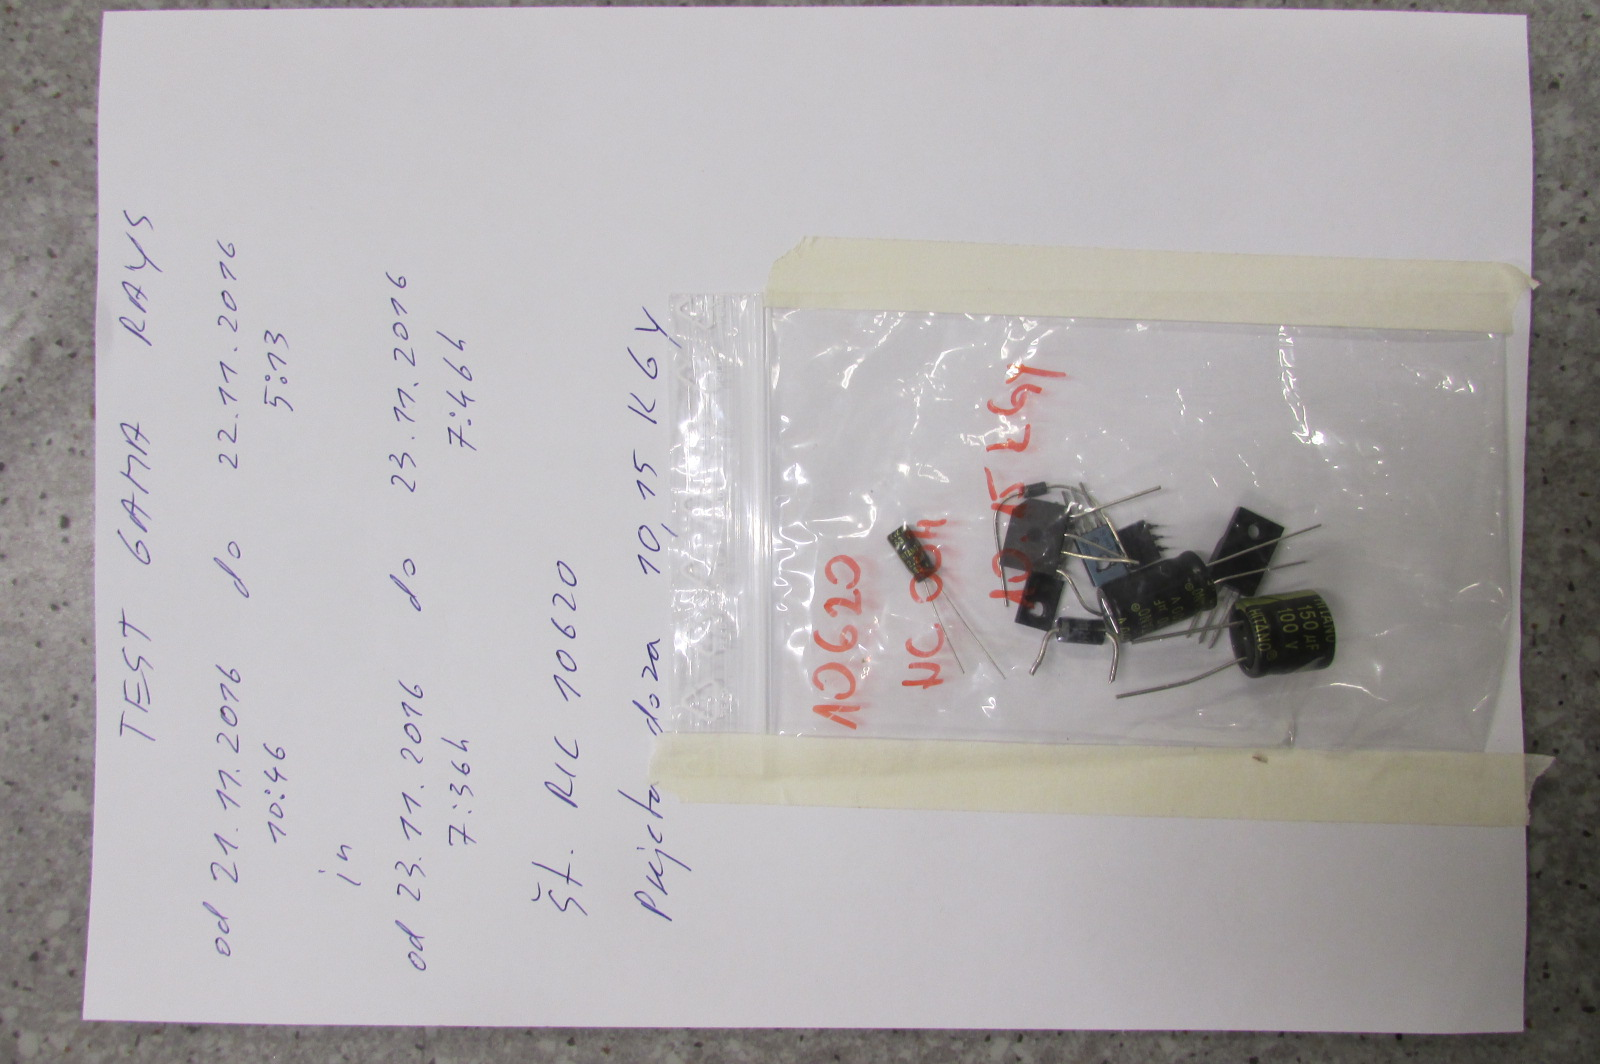 TEST GAMA RAYS
od 21.11.2016 do 22.11.2016
10:46 5:13
in
od 23.11.2016 do 23.11.2016
7:36h 7:46h
Št. RIC 10620
Prejeta doza 10,15 KGY
10620
10.15 kGy
HITANO
150 µF
100 V
HITANO